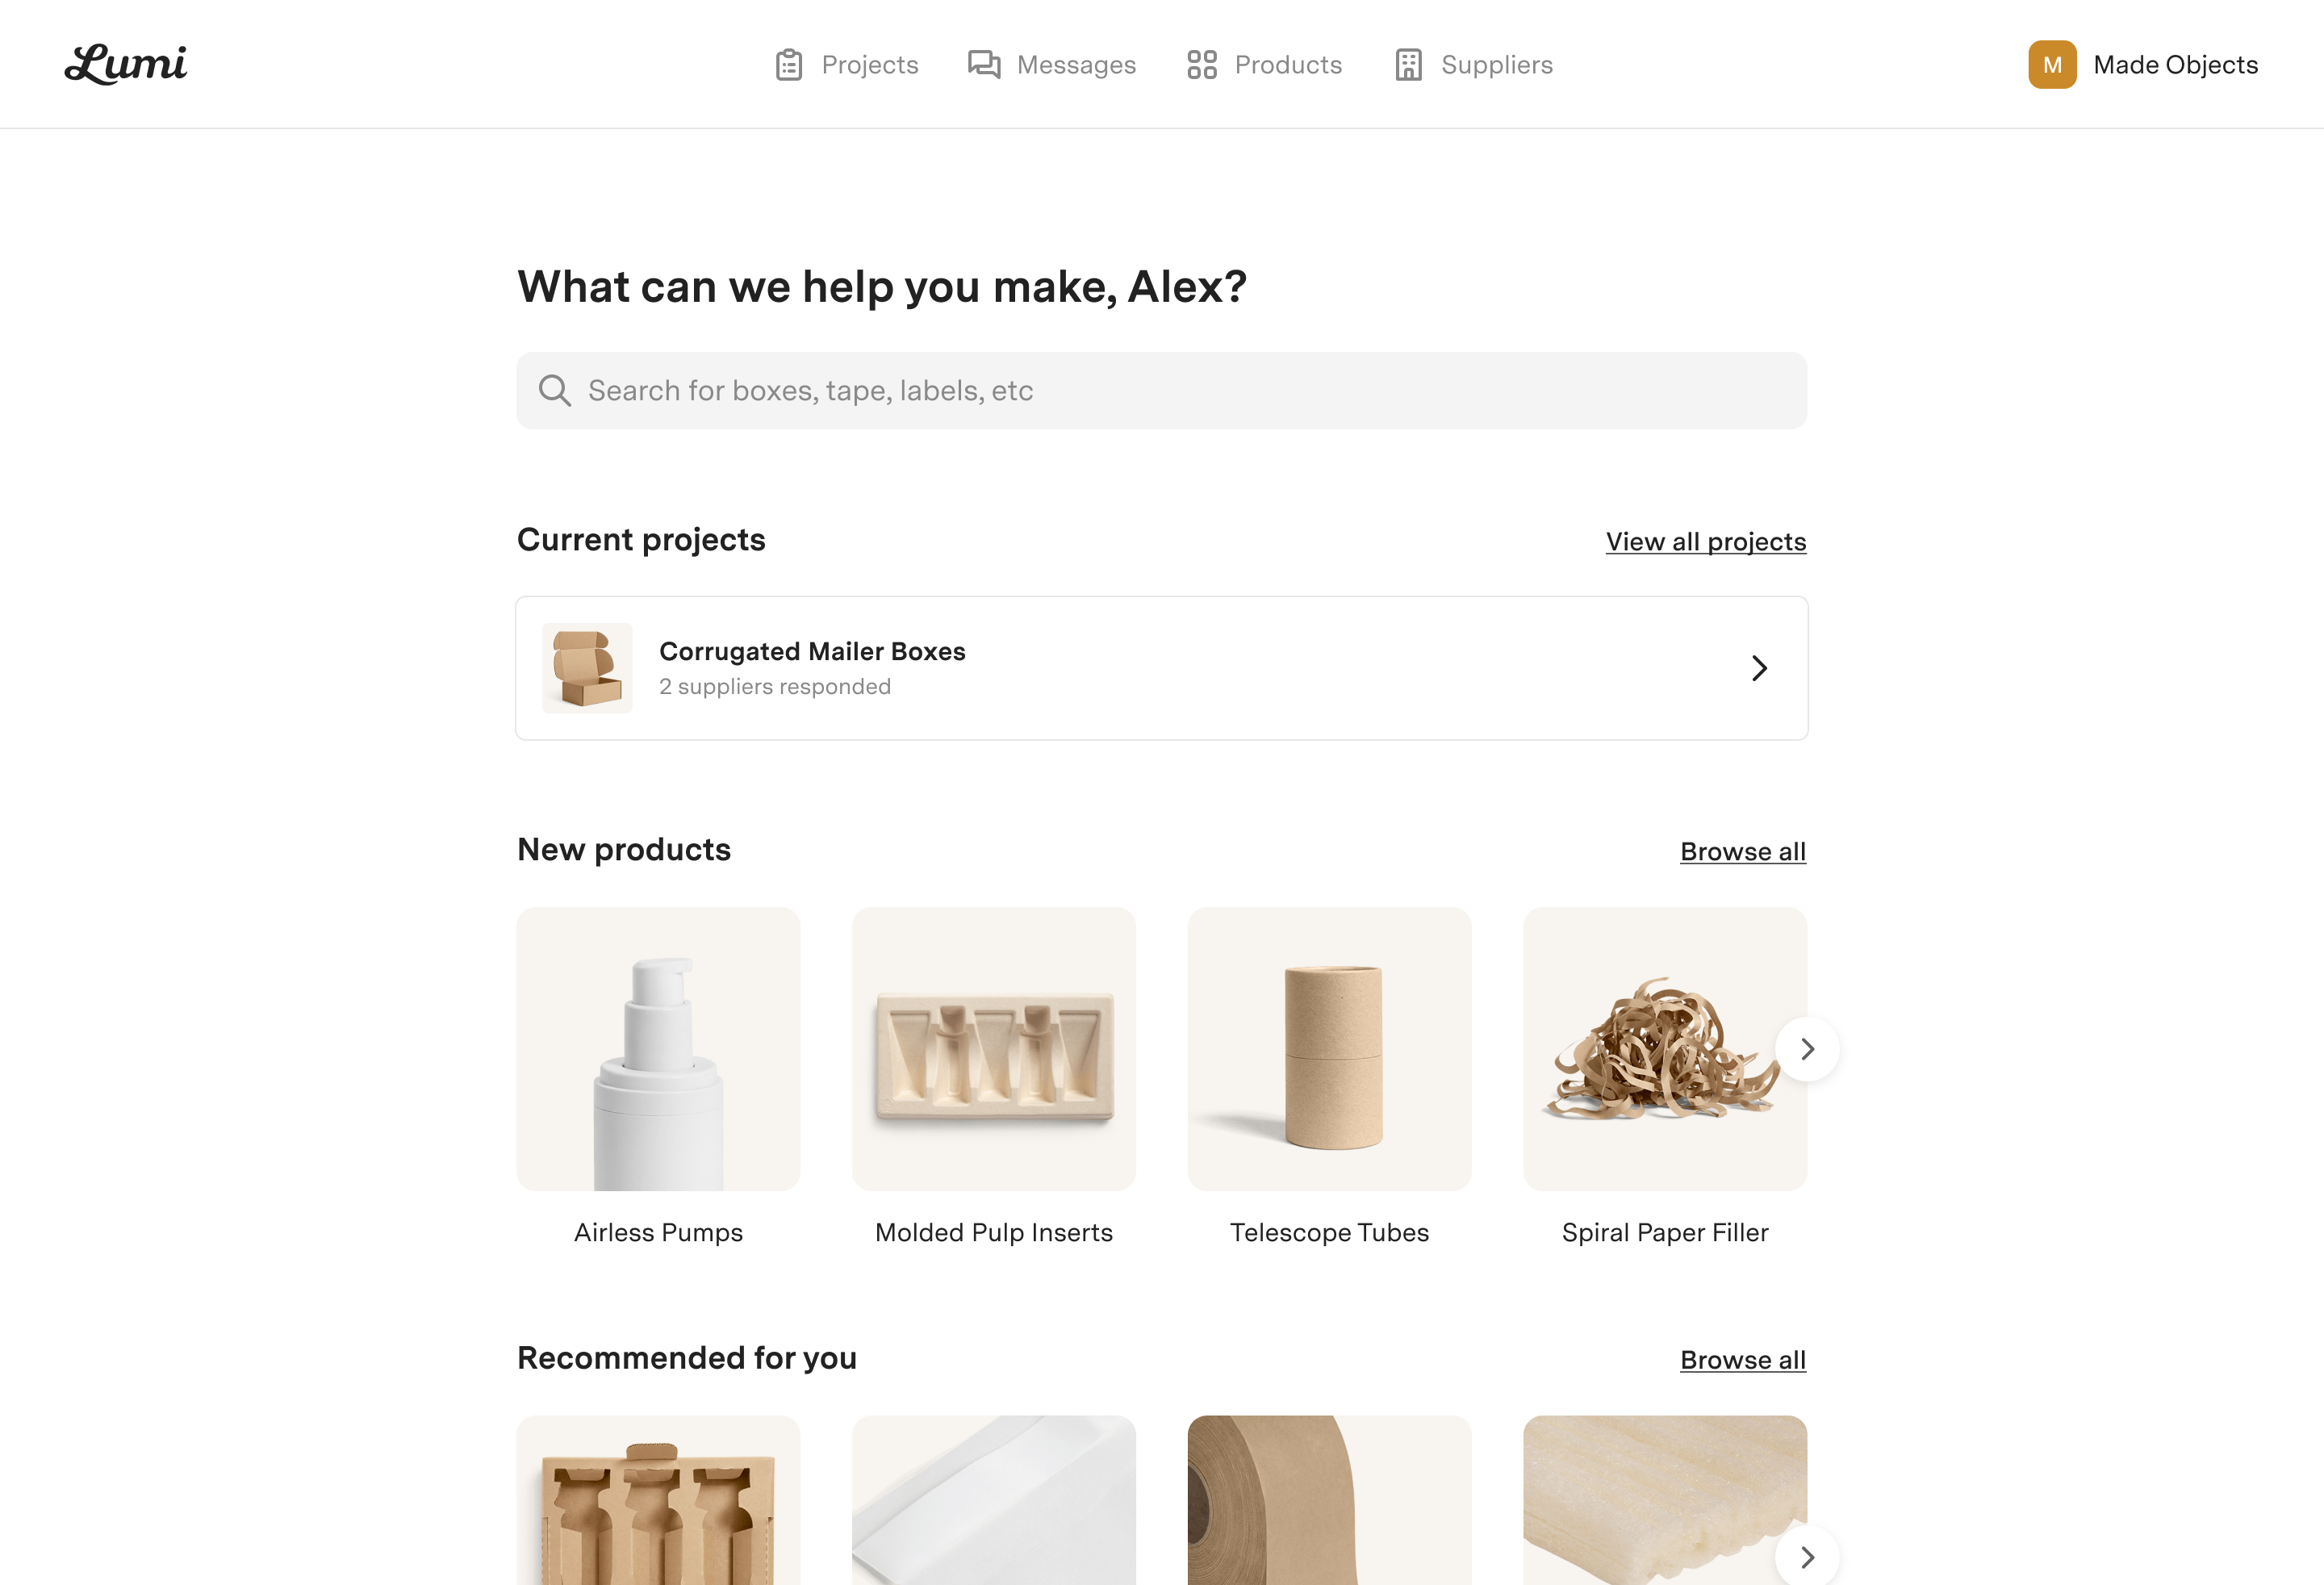 Lumi
Projects
Messages
Products
Suppliers
M
Made Objects
What can we help you make, Alex?
Search for boxes, tape, labels, etc
Current projects
View all projects
Corrugated Mailer Boxes
2 suppliers responded
New products
Browse all
Airless Pumps
Molded Pulp Inserts
Telescope Tubes
Spiral Paper Filler
Recommended for you
Browse all